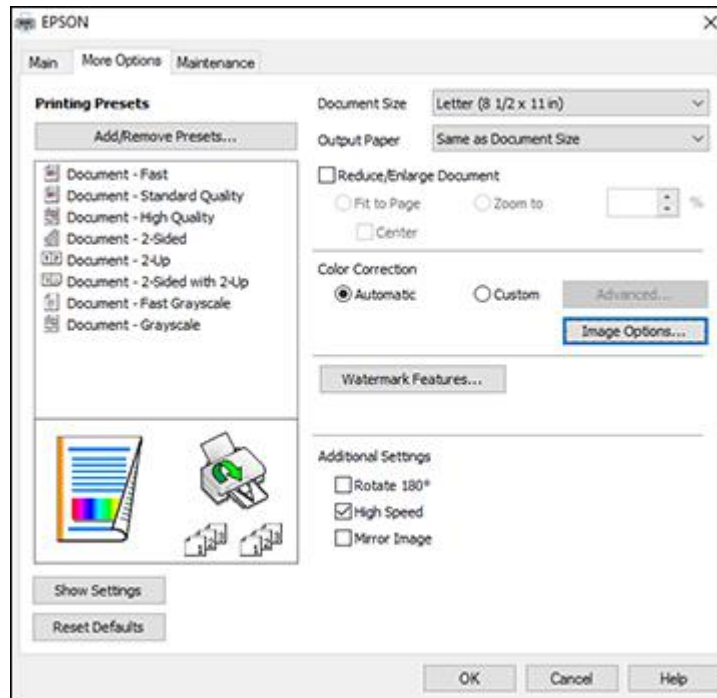 EPSON
Main
More Options
Maintenance
Printing Presets
Add/Remove Presets...
Document - Fast
Document - Standard Quality
Document - High Quality
Document - 2-Sided
Document - 2-Up
Document - 2-Sided with 2-Up
Document - Fast Grayscale
Document - Grayscale
Show Settings
Reset Defaults
Document Size
Letter (8 1/2 x 11 in)
Output Paper
Same as Document Size
Reduce/Enlarge Document
Fit to Page
Zoom to
%
Center
Color Correction
Automatic
Custom
Advanced...
Image Options...
Watermark Features...
Additional Settings
Rotate 180°
High Speed
Mirror Image
OK
Cancel
Help